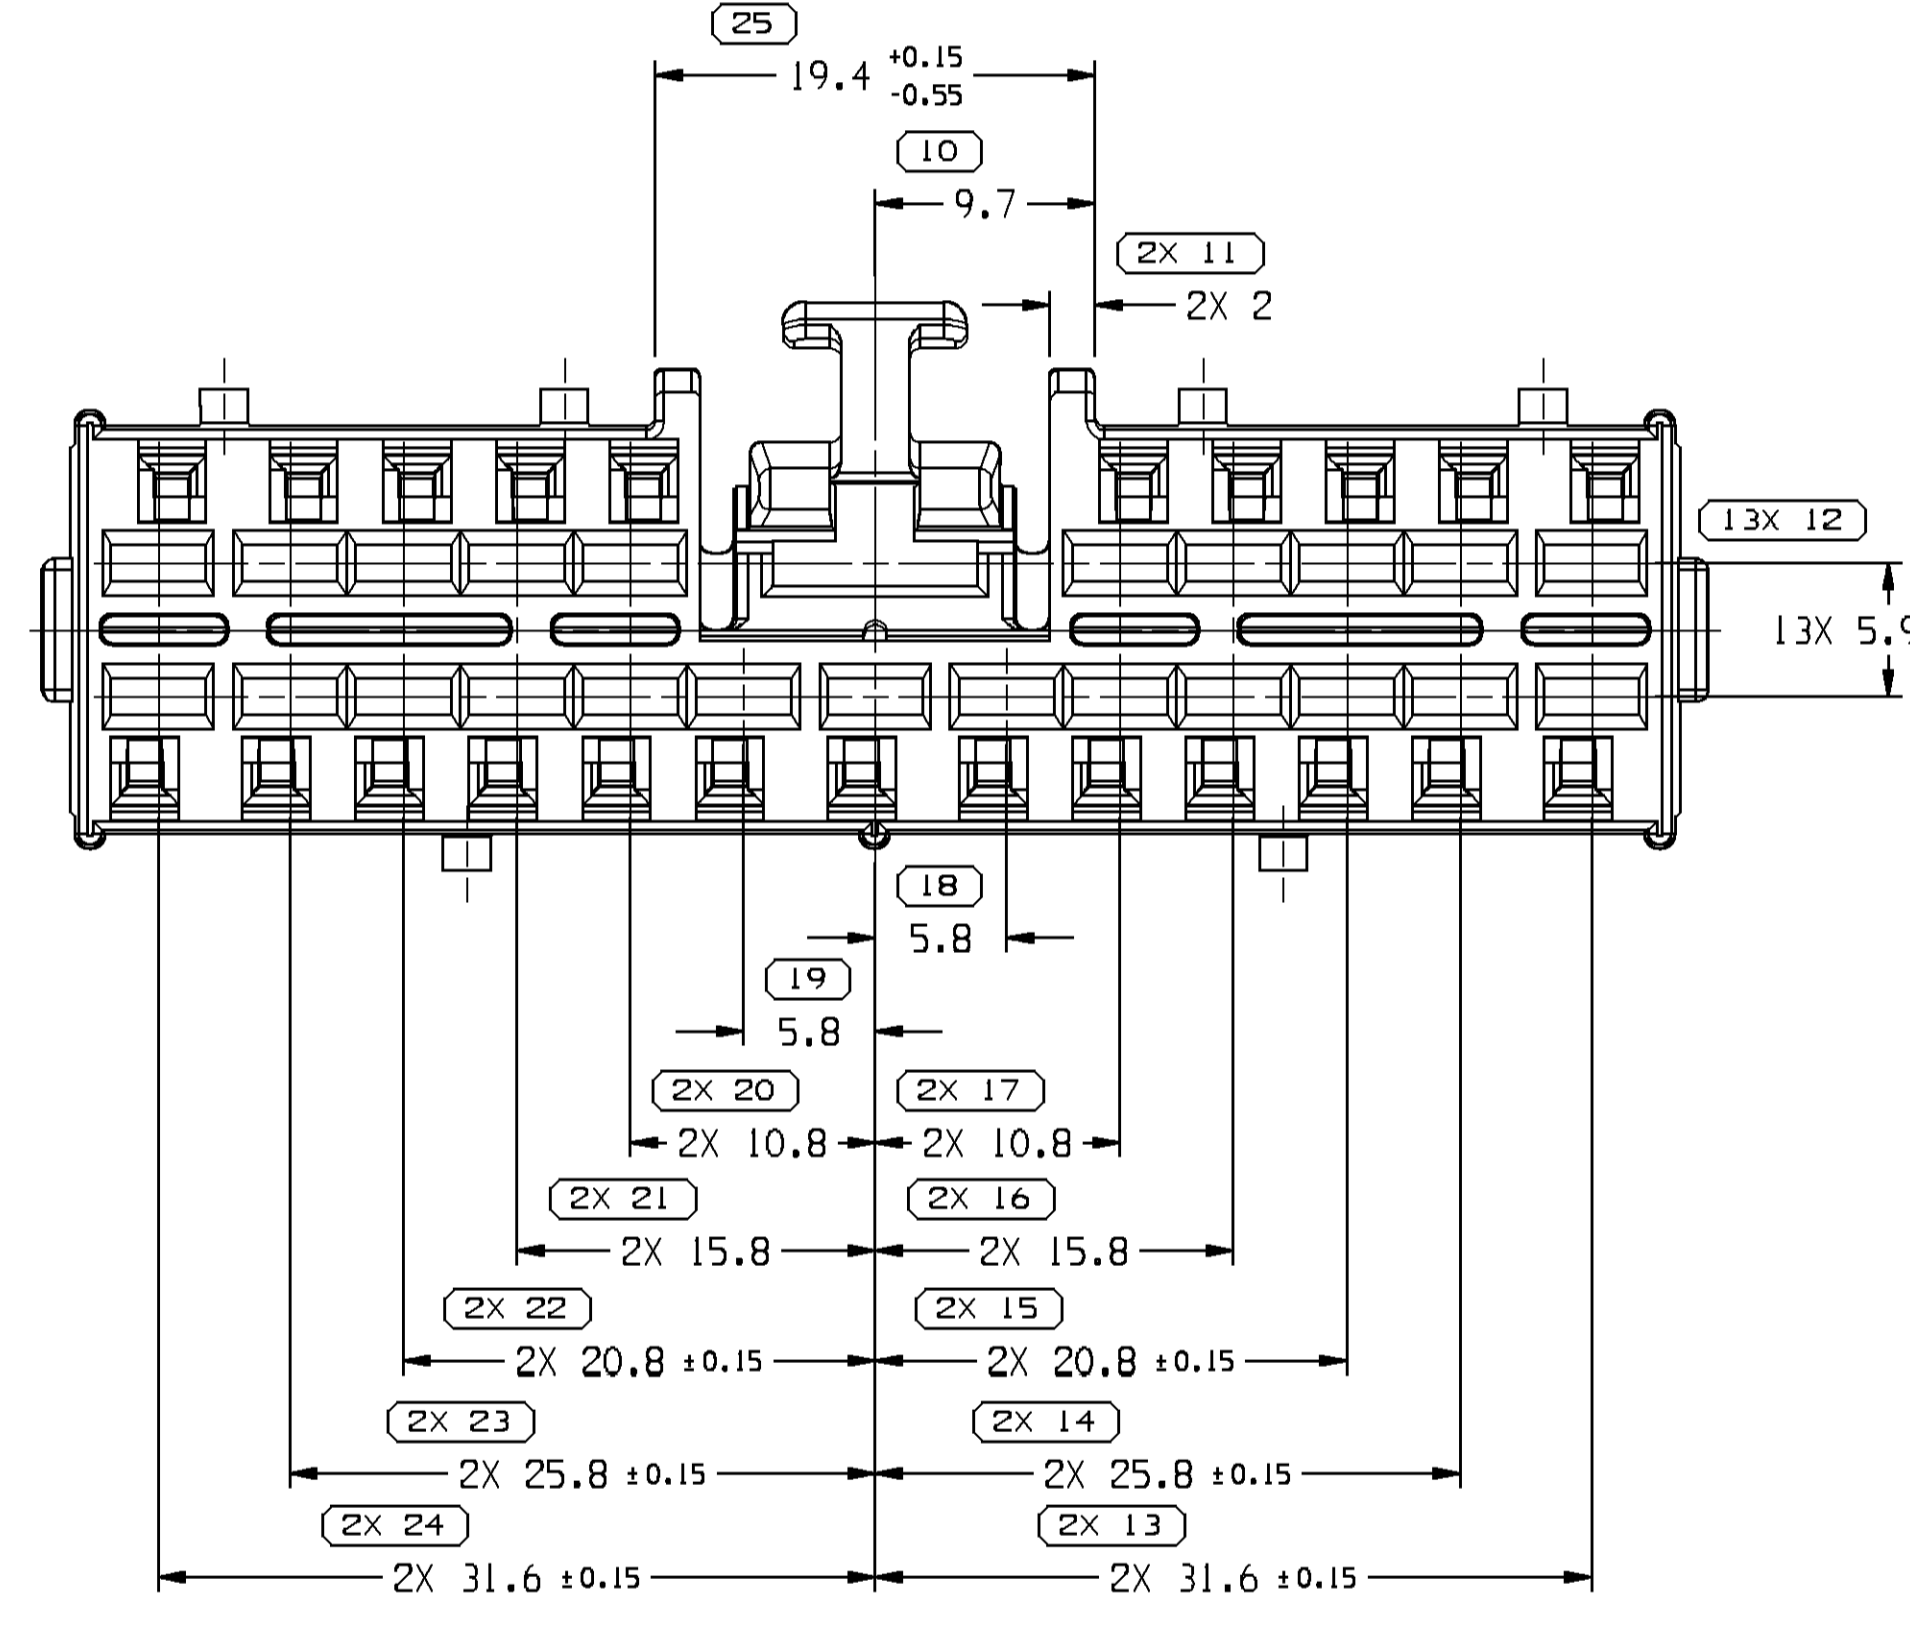 25
19.4 +0.15
-0.55
10
9.7
2X 11
2X 2
13X 12
13X 5.9
18
5.8
19
5.8
2X 20
2X 17
2X 10.8
2X 10.8
2X 21
2X 16
2X 15.8
2X 15.8
2X 22
2X 15
2X 20.8 ±0.15
2X 20.8 ±0.15
2X 23
2X 14
2X 25.8 ±0.15
2X 25.8 ±0.15
2X 24
2X 13
2X 31.6 ±0.15
2X 31.6 ±0.15